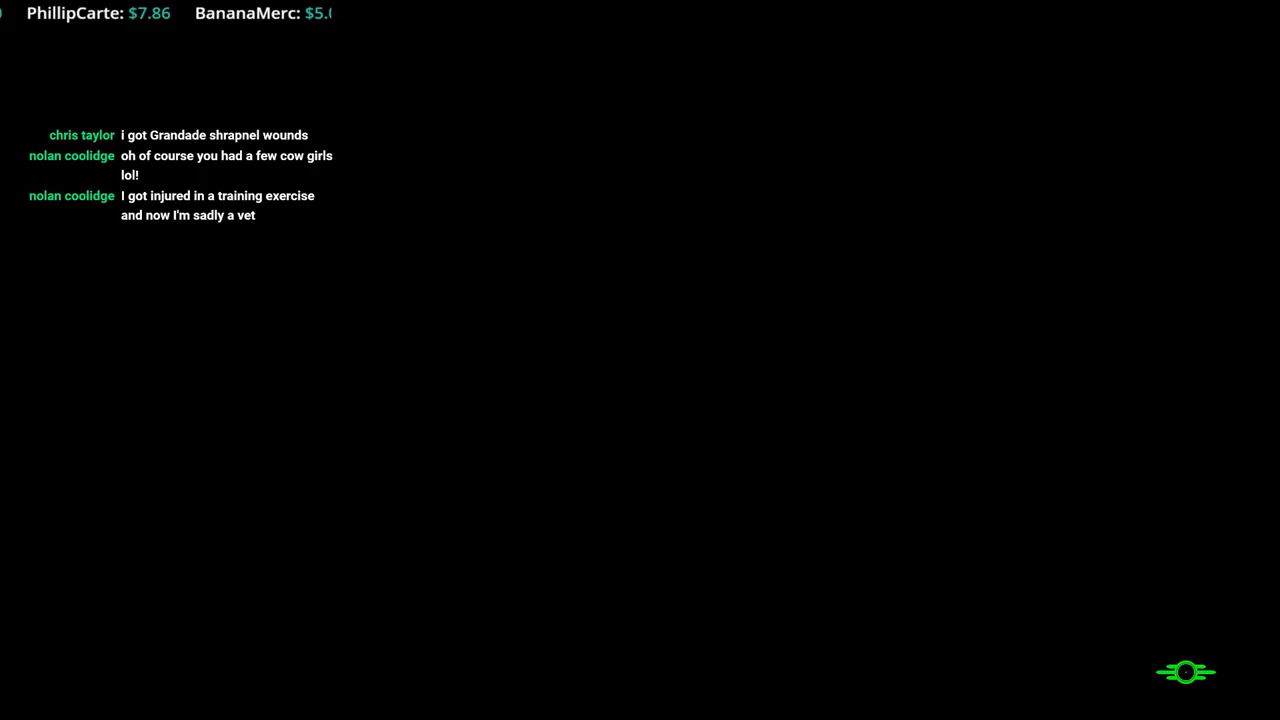 PhillipCarte: $7.86 BananaMerc: $5.
chris taylor i got Grandade shrapnel wounds
nolan coolidge oh of course you had a few cow girls
lol!
nolan coolidge I got injured in a training exercise
and now I'm sadly a vet